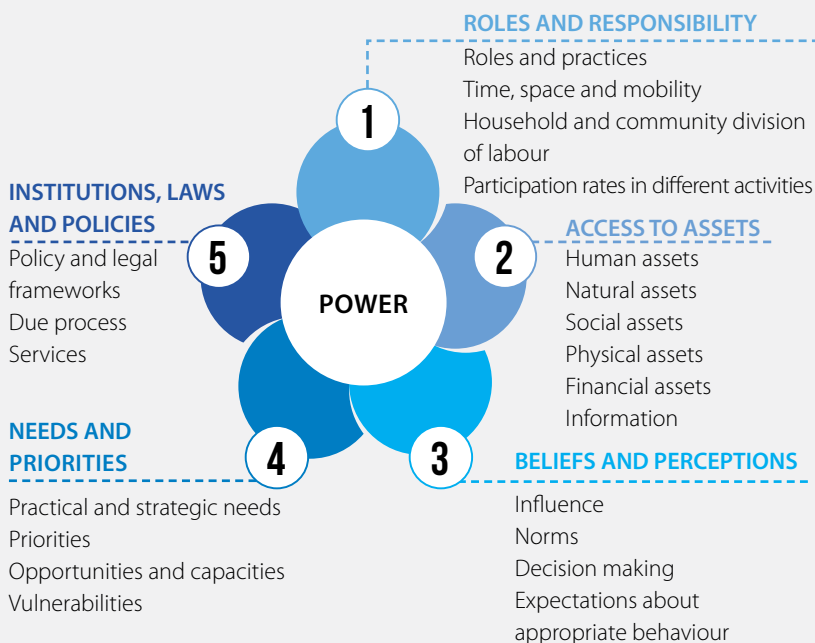 ROLES AND RESPONSIBILITY
Roles and practices
Time, space and mobility
Household and community division
of labour
Participation rates in different activities
1
INSTITUTIONS, LAWS
AND POLICIES
5
Policy and legal
frameworks
Due process
Services
POWER
2
ACCESS TO ASSETS
Human assets
Natural assets
Social assets
Physical assets
Financial assets
Information
NEEDS AND
PRIORITIES
4
Practical and strategic needs
Priorities
Opportunities and capacities
Vulnerabilities
3
BELIEFS AND PERCEPTIONS
Influence
Norms
Decision making
Expectations about
appropriate behaviour